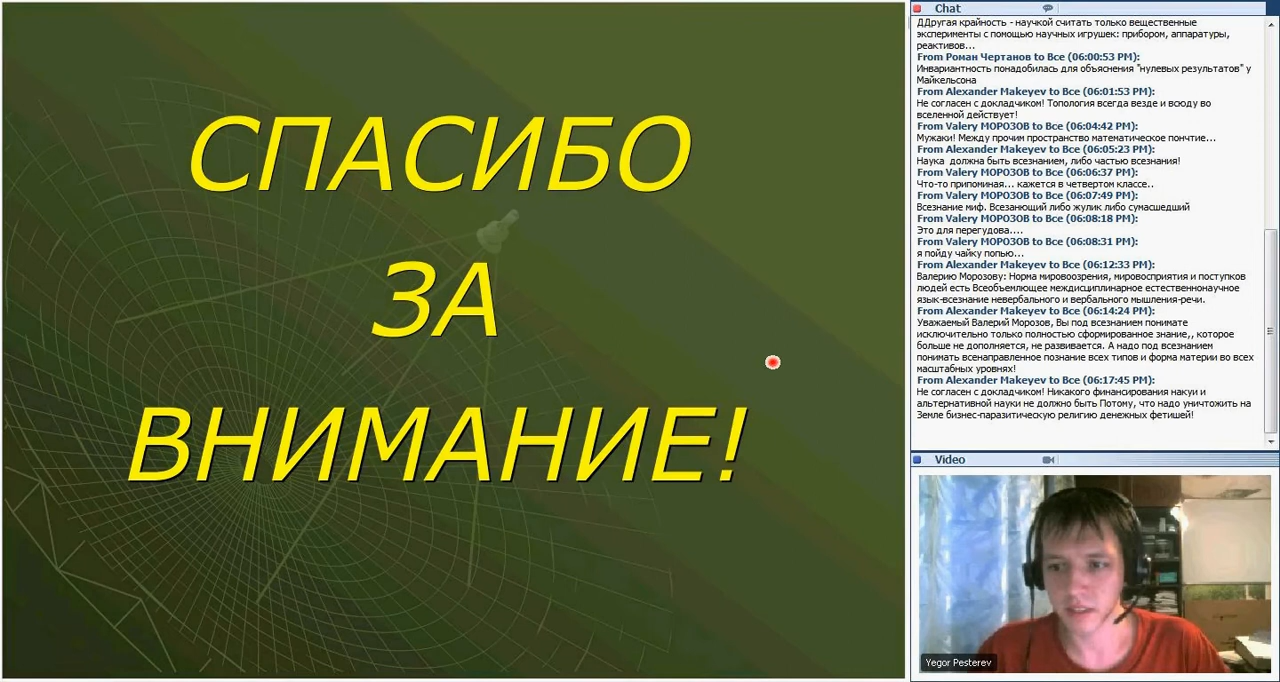 СПАСИБО
ЗА
ВНИМАНИЕ!
Chat
ДДругая крайность - научкой считать только вещественные
эксперименты с помощью научных игрушек: прибором, аппаратуры,
реактивов...
From Роман Чертанов to Все (06:00:53 PM):
Инвариантность понадобилась для объяснения "нулевых результатов" у
Майкельсона
From Alexander Makeyev to Все (06:01:53 PM):
Не согласен с докладчиком! Топология всегда везде и всюду во
вселенной действует!
From Valery МОРОЗОВ to Все (06:04:42 PM):
Мужаки! Между прочим пространство математическое пончтие...
From Alexander Makeyev to Все (06:05:23 PM):
Наука  должна быть всезнанием, либо частью всезнания!
From Valery МОРОЗОВ to Все (06:06:37 PM):
Что-то припоминая... кажется в четвертом классе..
From Valery МОРОЗОВ to Все (06:07:49 PM):
Всезнание миф. Всезающий либо жулик либо сумасшедший
From Valery МОРОЗОВ to Все (06:08:18 PM):
Это для перегудова....
From Valery МОРОЗОВ to Все (06:08:31 PM):
я пойду чайку попью...
From Alexander Makeyev to Все (06:12:33 PM):
Валерию Морозову: Норма мировоозрения, мировосприятия и поступков
людей есть Всеобъемлющее междисциплинарное естественнонаучное
язык-всезнание невербального и вербального мышления-речи.
From Alexander Makeyev to Все (06:14:24 PM):
Уважаемый Валерий Морозов, Вы под всезнанием понимате
исключительно только полностью сформированное знание,, которое
больше не дополняется, не развивается. А надо под всезнанием
понимать всенаправленное познание всех типов и форма материи во всех
масштабных уровнях!
From Alexander Makeyev to Все (06:17:45 PM):
Не согласен с докладчиком! Никакого финансирования накуи и
альтернативной науки не должно быть Потому, что надо уничтожить на
Земле бизнес-паразитическую религию денежных фетишей!
Video
Yegor Pesterev